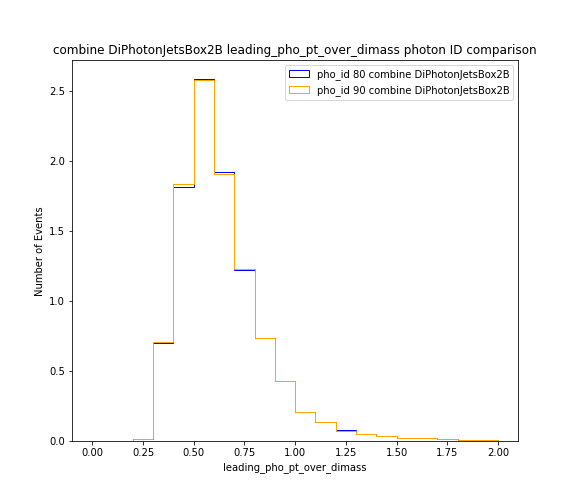 combine DiPhotonJetsBox2B leading_pho_pt_over_dimass photon ID comparison
pho_id 80 combine DiPhotonJetsBox2B
pho_id 90 combine DiPhotonJetsBox2B
Number of Events
2.5
2.0
1.5
1.0
0.5
0.0
0.00 0.25 0.50 0.75 1.00 1.25 1.50 1.75 2.00
leading_pho_pt_over_dimass